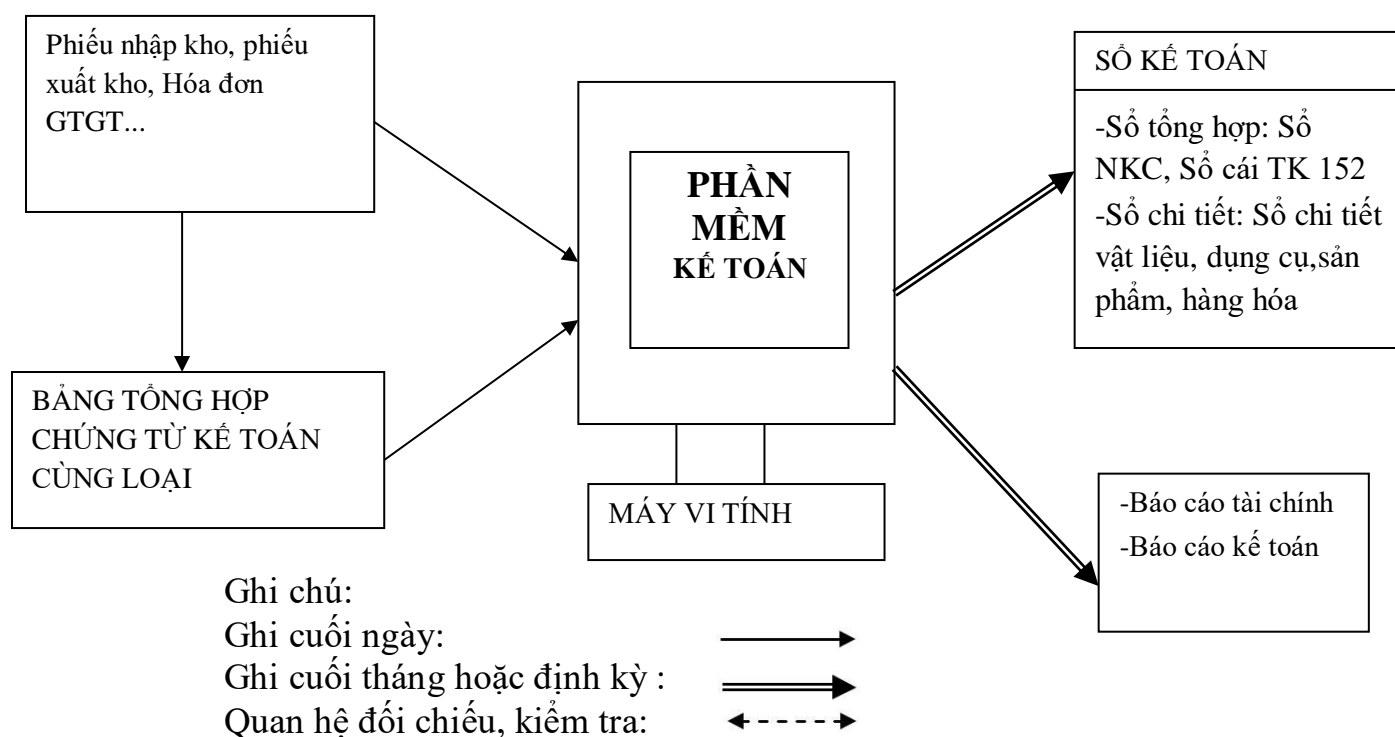 Phiếu nhập kho, phiếu
xuất kho, Hóa đơn
GTGT...
BẢNG TỔNG HỢP
CHỨNG TỪ KẾ TOÁN
CÙNG LOẠI
PHẦN
MỀM
KẾ TOÁN
MÁY VI TÍNH
SỔ KẾ TOÁN
-Sổ tổng hợp: Sổ
NKC, Sổ cái TK 152
-Sổ chi tiết: Sổ chi tiết
vật liệu, dụng cụ,sản
phẩm, hàng hóa
-Báo cáo tài chính
-Báo cáo kế toán
Ghi chú:
Ghi cuối ngày:
Ghi cuối tháng hoặc định kỳ :
Quan hệ đối chiếu, kiểm tra: